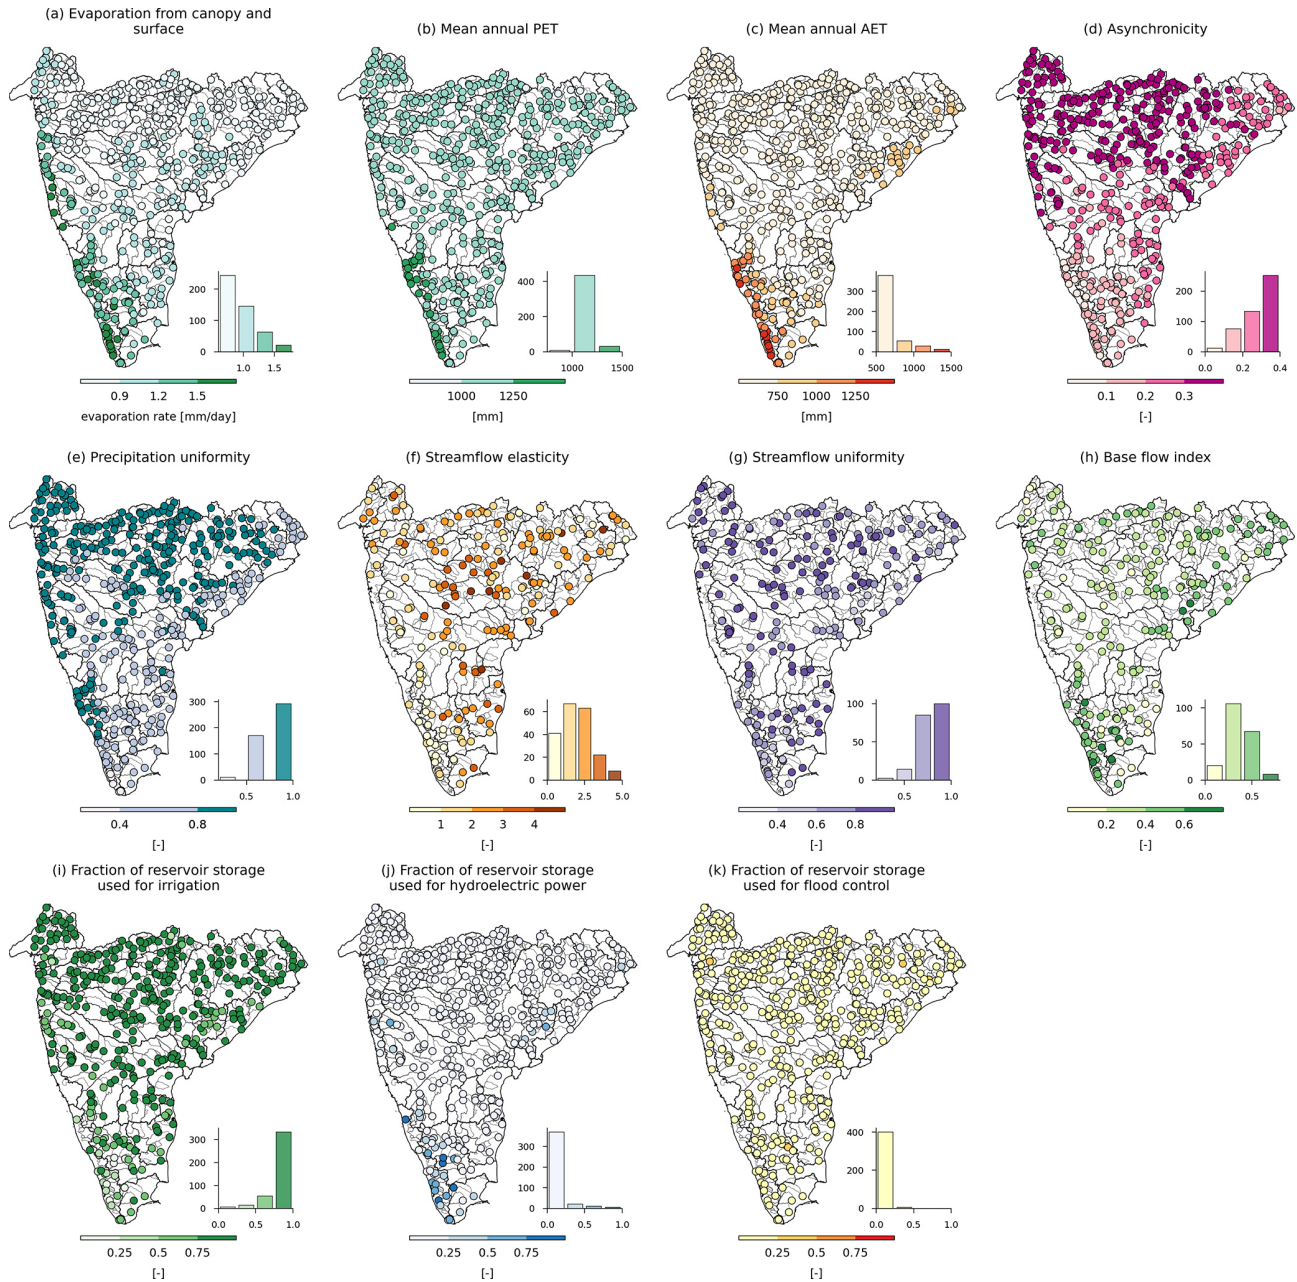 (a) Evaporation from canopy and
surface
(b) Mean annual PET
(c) Mean annual AET
(d) Asynchronicity
200
100
0
1.0 1.5
0.9 1.2 1.5
evaporation rate [mm/day]
400
200
0
1000 1500
1000 1250
[mm]
300
200
100
0
500 1000 1500
750 1000 1250
[mm]
200
100
0
0.0 0.2 0.4
0.1 0.2 0.3
[-]
(e) Precipitation uniformity
(f) Streamflow elasticity
(g) Streamflow uniformity
(h) Base flow index
300
200
100
0
0.5 1.0
0.4 0.8
[-]
60
40
20
0
0.0 2.5 5.0
1 2 3 4
[-]
100
50
0
0.5 1.0
0.4 0.6 0.8
[-]
100
50
0
0.0 0.5
0.2 0.4 0.6
[-]
(i) Fraction of reservoir storage
used for irrigation
(j) Fraction of reservoir storage
used for hydroelectric power
(k) Fraction of reservoir storage
used for flood control
300
200
100
0
0.0 0.5 1.0
0.25 0.5 0.75
[-]
300
200
100
0
0.0 0.5 1.0
0.25 0.5 0.75
[-]
400
200
0
0.0 1.0
0.25 0.5 0.75
[-]